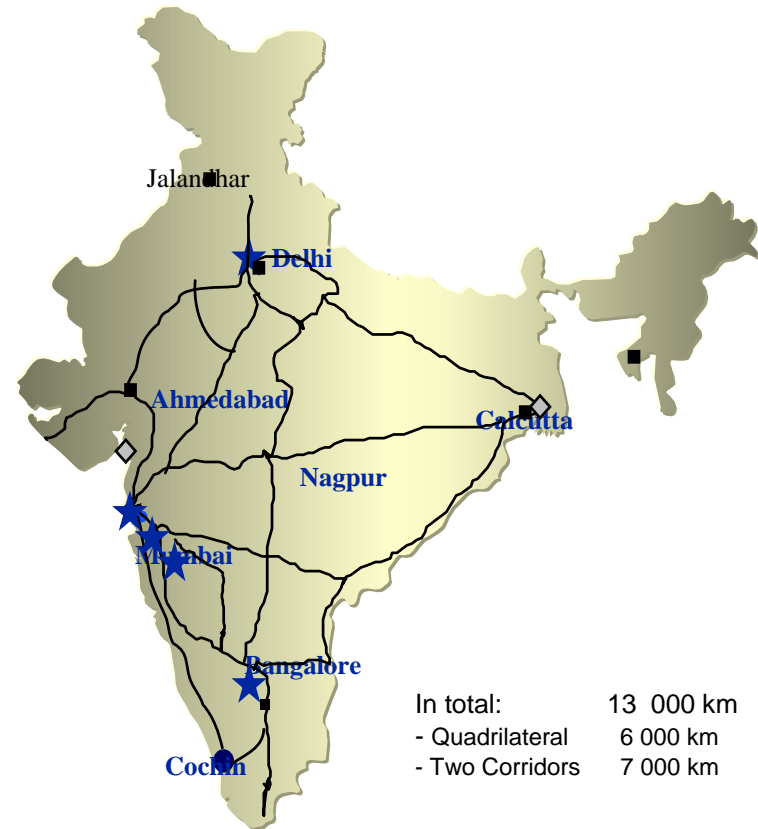 Jalandhar
Delhi
Ahmedabad
Calcutta
Nagpur
Mumbai
Bangalore
In total: 13 000 km
- Quadrilateral 6 000 km
- Two Corridors 7 000 km
Cochin